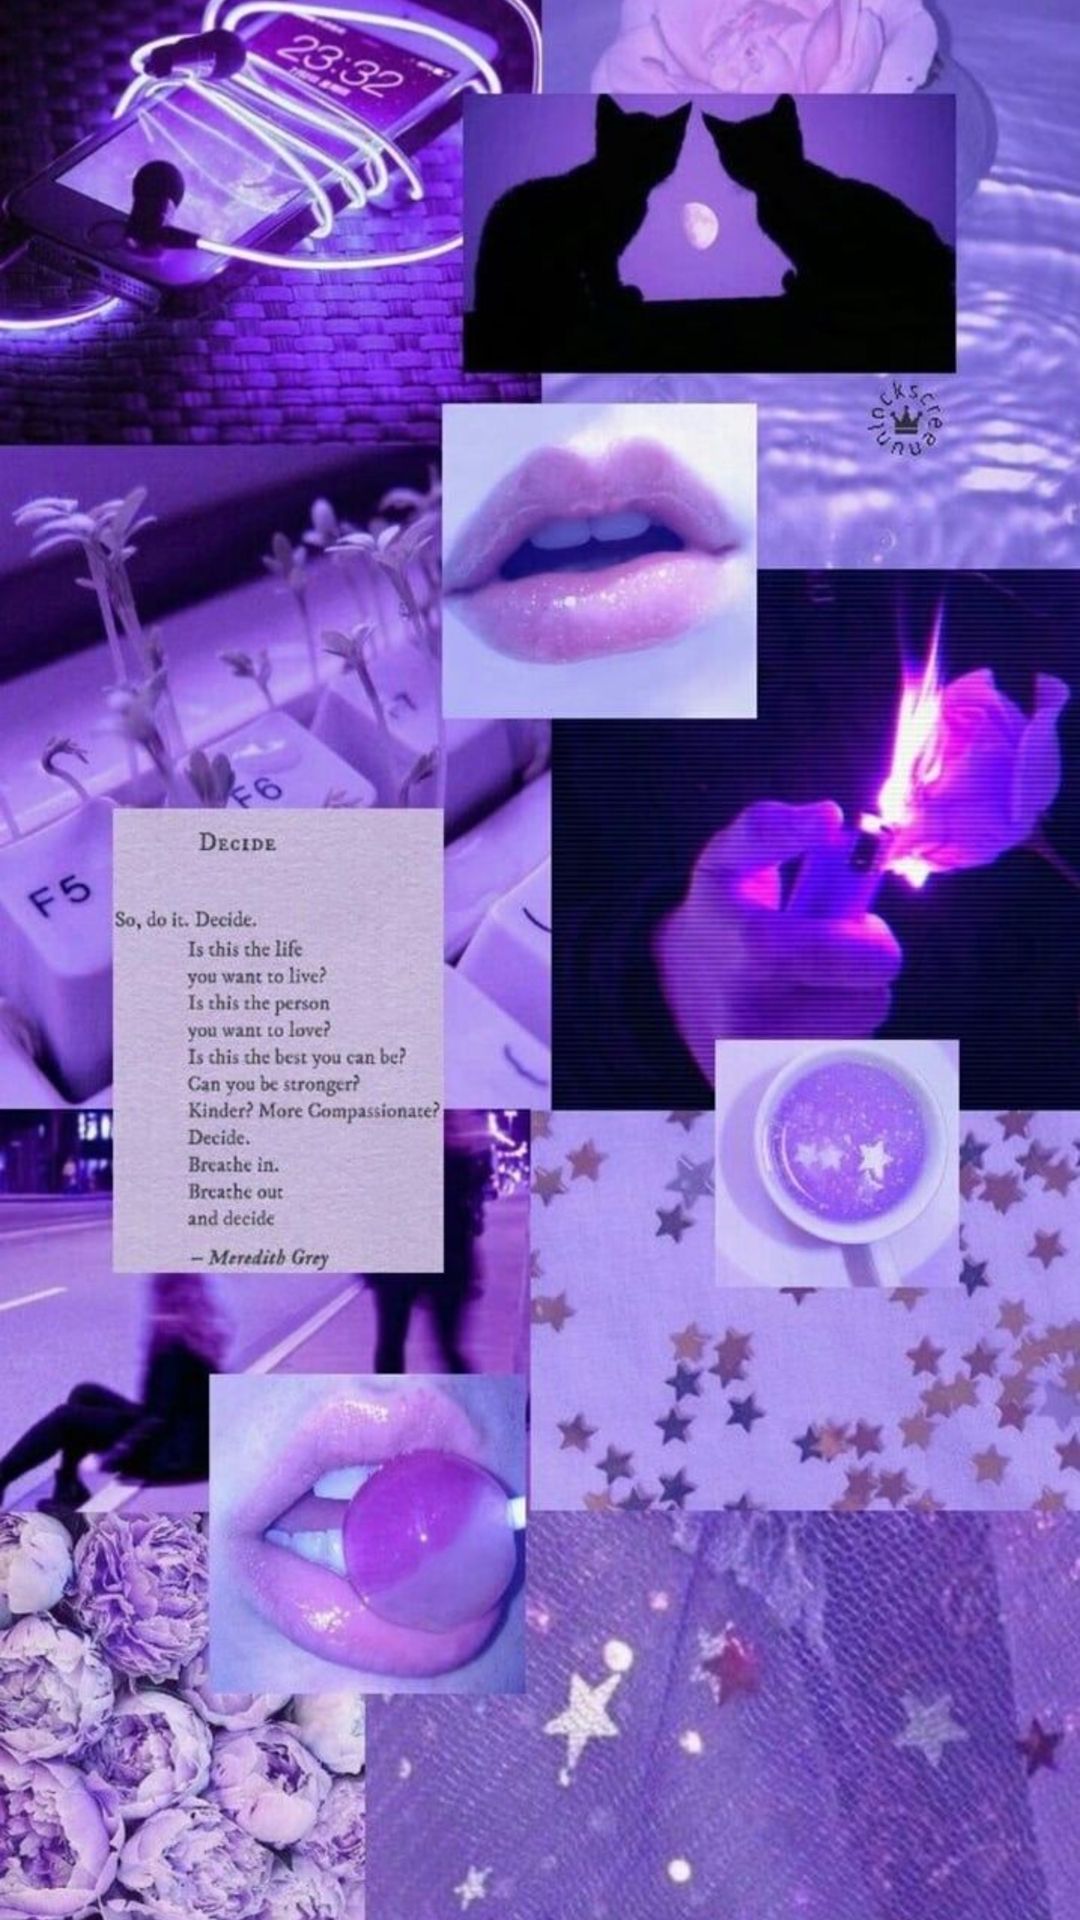 23:32
unlockscreen
F6
F5
DECIDE
So, do it. Decide.
Is this the life
you want to live?
Is this the person
you want to love?
Is this the best you can be?
Can you be stronger?
Kinder? More Compassionate?
Decide.
Breathe in.
Breathe out
and decide
– Meredith Grey